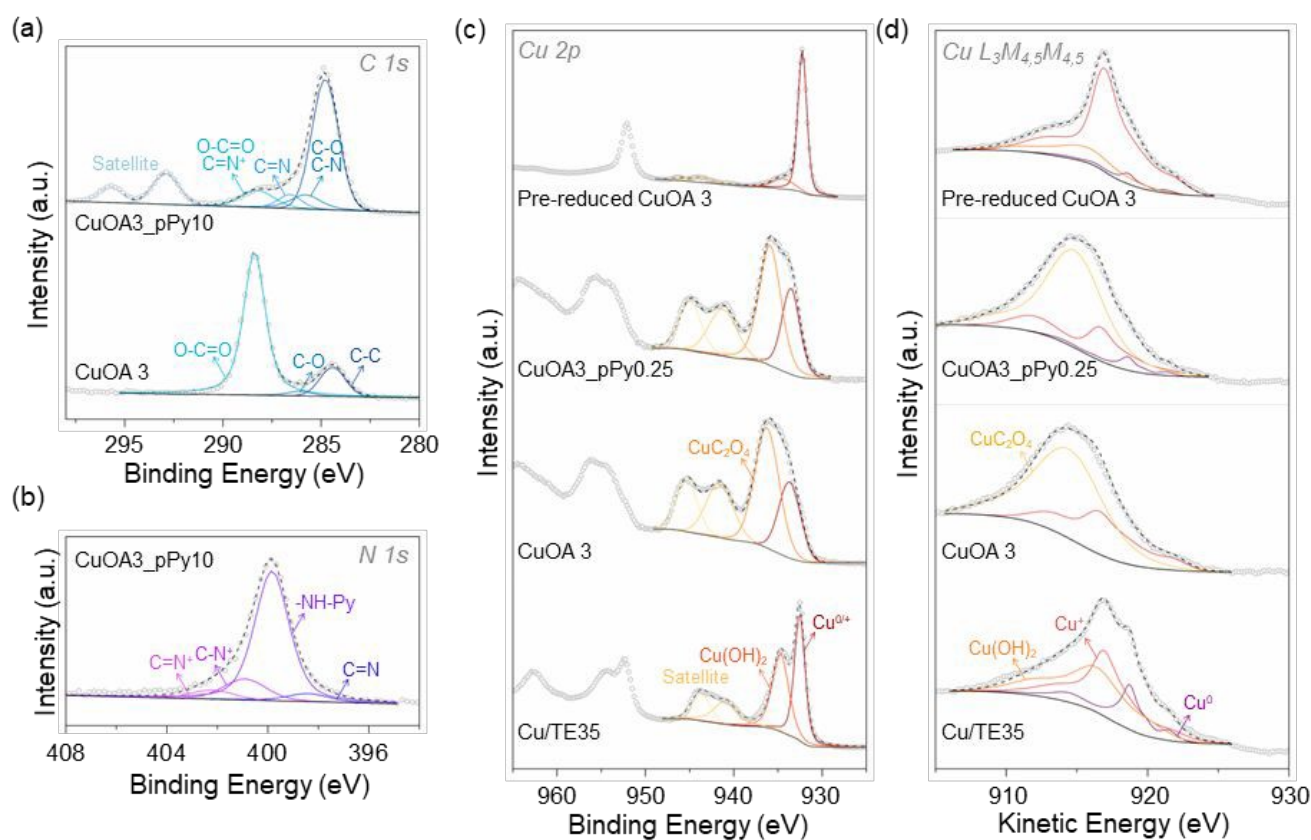 (a)
C 1s
O-C=O
C=N⁺
C=N
C-O
C-N
Satellite
CuOA3_pPy10
O-C=O
C-O
C-C
CuOA 3
Intensity (a.u.)
295 290 285 280
Binding Energy (eV)
(b)
CuOA3_pPy10
N 1s
-NH-Py
C=N⁺
C-N⁺
C=N
Intensity (a.u.)
408 404 400 396
Binding Energy (eV)
(c)
Cu 2p
Pre-reduced CuOA 3
CuOA3_pPy0.25
CuC₂O₄
CuOA 3
Cu⁰/⁺
Cu(OH)₂
Satellite
Cu/TE35
Intensity (a.u.)
960 950 940 930
Binding Energy (eV)
(d)
Cu L₃M₄,₅M₄,₅
Pre-reduced CuOA 3
CuOA3_pPy0.25
CuC₂O₄
CuOA 3
Cu⁺
Cu(OH)₂
Cu⁰
Cu/TE35
Intensity (a.u.)
910 920 930
Kinetic Energy (eV)